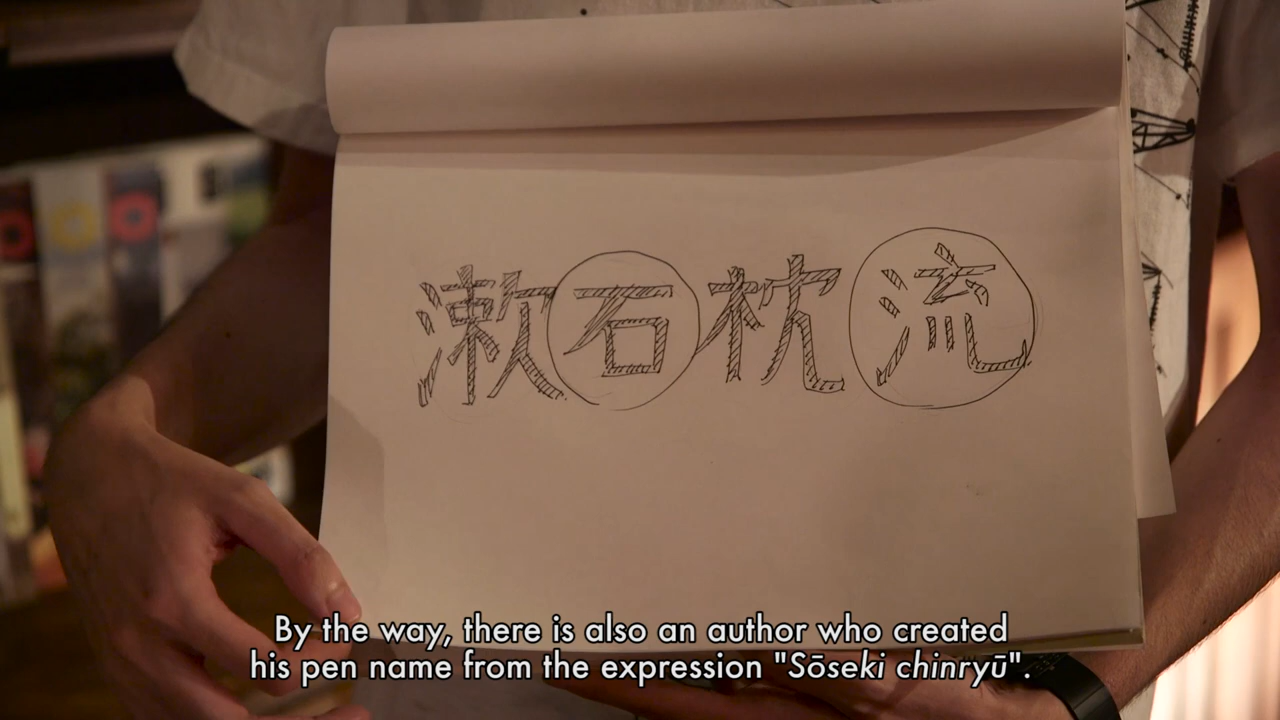 漱石枕流
By the way, there is also an author who created
his pen name from the expression "Sōseki chinryū".